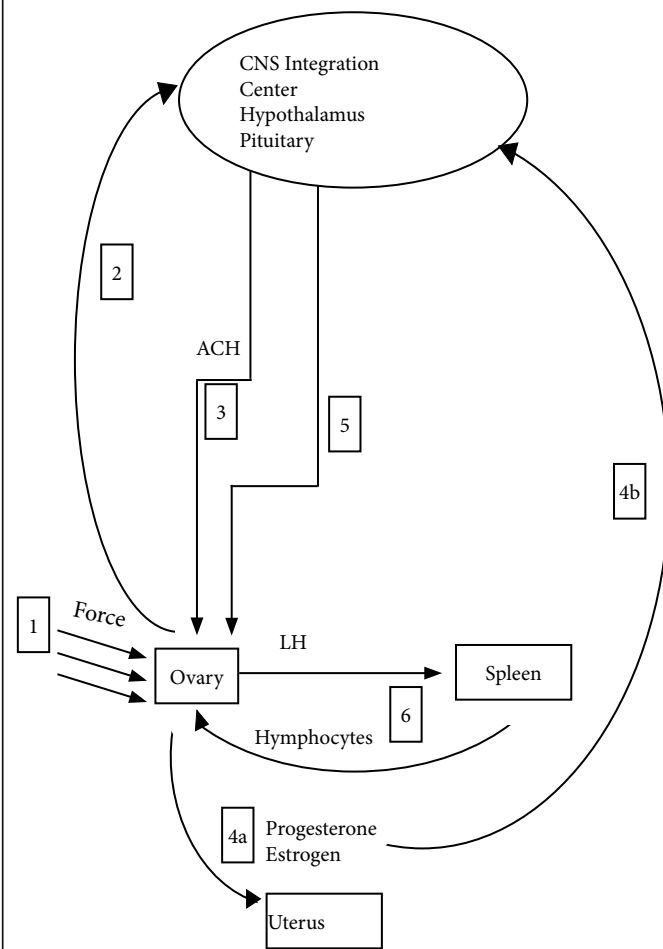 CNS Integration
Center
Hypothalamus
Pituitary
2
ACH
3
5
4b
1
Force
LH
Ovary
Spleen
6
Hymphocytes
4a
Progesterone
Estrogen
Uterus